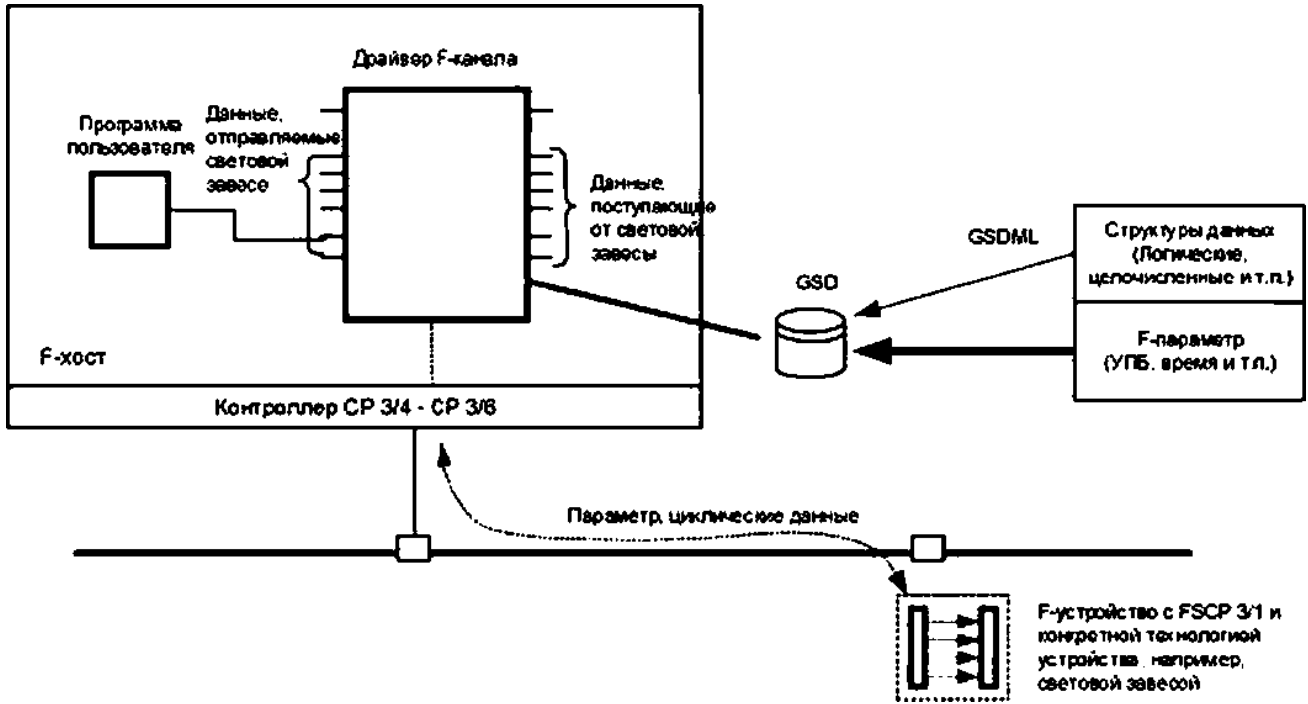 Драйвер F-канала
Программа
пользователя
Данные,
отправляемые
световой
завесе
Данные,
поступающие
от световой
завесы
GSDML
GSD
Структуры данных
(Логические,
целочисленные и т.п.)
F-параметр
(УПБ, время и т.п.)
F-хост
Контроллер CP 3/4 - CP 3/6
Параметр, циклические данные
F-устройство с FSCP 3/1 и
конкретной технологией
устройства, например,
световой завесой